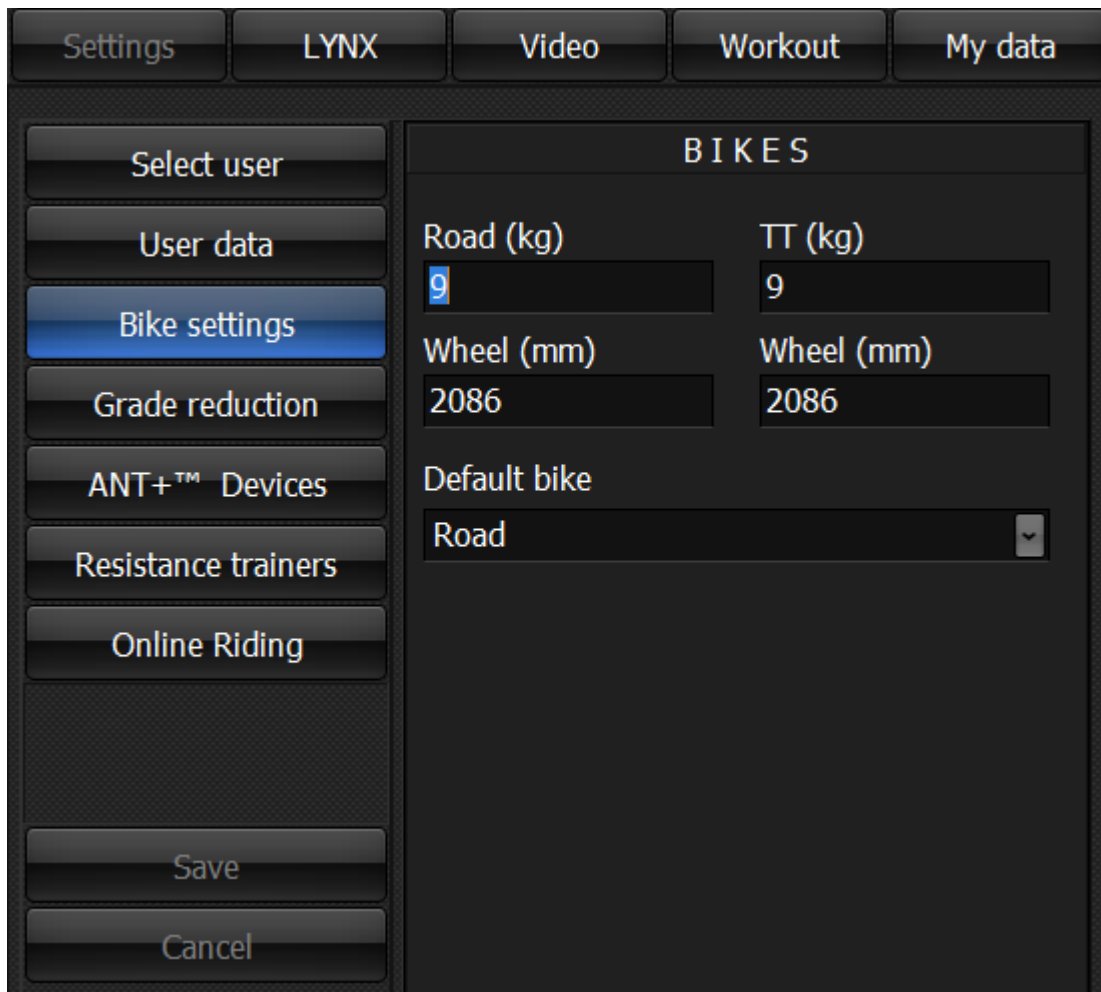 Settings LYNX Video Workout My data
Select user
User data
Bike settings
Grade reduction
ANT+™ Devices
Resistance trainers
Online Riding
Save
Cancel
B I K E S
Road (kg) TT (kg)
9 9
Wheel (mm) Wheel (mm)
2086 2086
Default bike
Road